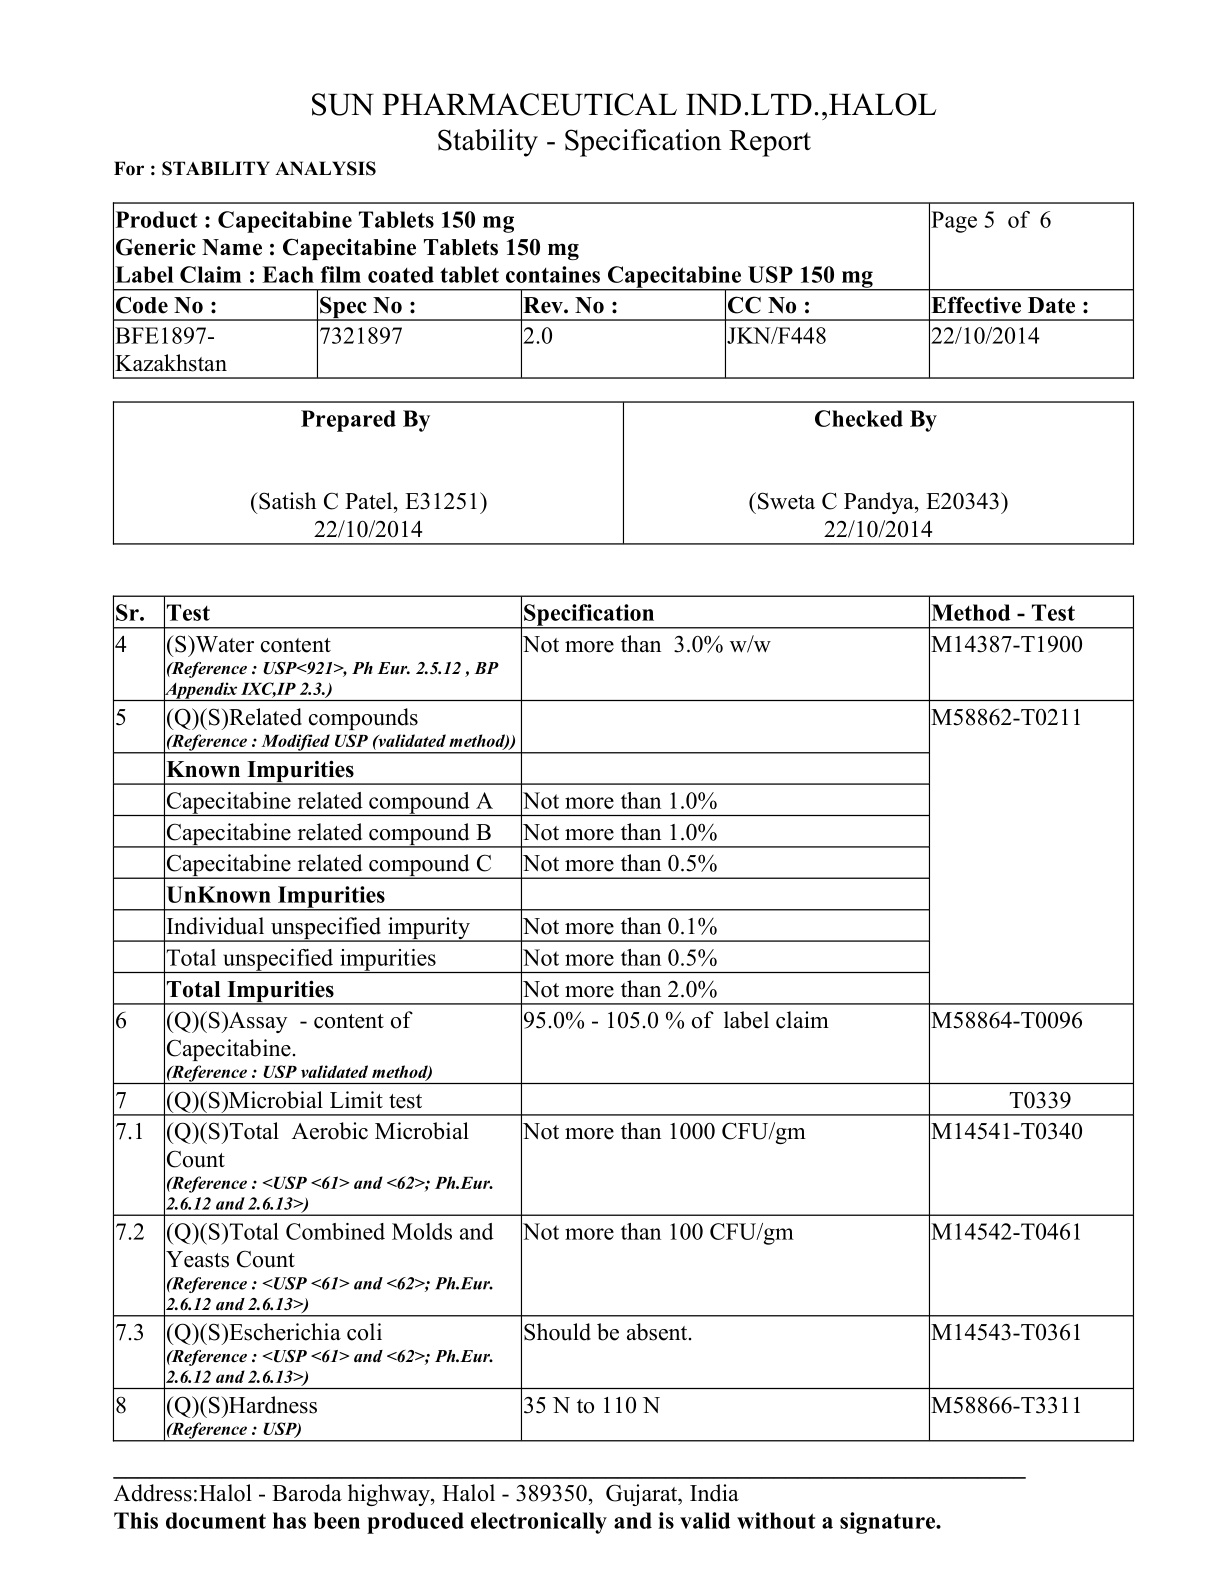 SUN PHARMACEUTICAL IND.LTD.,HALOL
Stability - Specification Report
For : STABILITY ANALYSIS
Product : Capecitabine Tablets 150 mg
Page 5 of 6
Generic Name : Capecitabine Tablets 150 mg
Label Claim : Each film coated tablet containes Capecitabine USP 150 mg
Code No : Spec No : Rev. No : CC No : Effective Date :
BFE1897- 7321897 2.0 JKN/F448 22/10/2014
Kazakhstan
Prepared By Checked By
(Satish C Patel, E31251) (Sweta C Pandya, E20343)
22/10/2014 22/10/2014
Sr. Test Specification Method - Test
4 (S)Water content Not more than 3.0% w/w M14387-T1900
(Reference : USP<921>, Ph Eur. 2.5.12 , BP
Appendix IXC,IP 2.3.)
5 (Q)(S)Related compounds M58862-T0211
(Reference : Modified USP (validated method))
Known Impurities
Capecitabine related compound A Not more than 1.0%
Capecitabine related compound B Not more than 1.0%
Capecitabine related compound C Not more than 0.5%
UnKnown Impurities
Individual unspecified impurity Not more than 0.1%
Total unspecified impurities Not more than 0.5%
Total Impurities Not more than 2.0%
6 (Q)(S)Assay - content of 95.0% - 105.0 % of label claim M58864-T0096
Capecitabine.
(Reference : USP validated method)
7 (Q)(S)Microbial Limit test T0339
7.1 (Q)(S)Total Aerobic Microbial Not more than 1000 CFU/gm M14541-T0340
Count
(Reference : <USP <61> and <62>; Ph.Eur.
2.6.12 and 2.6.13>)
7.2 (Q)(S)Total Combined Molds and Not more than 100 CFU/gm M14542-T0461
Yeasts Count
(Reference : <USP <61> and <62>; Ph.Eur.
2.6.12 and 2.6.13>)
7.3 (Q)(S)Escherichia coli Should be absent. M14543-T0361
(Reference : <USP <61> and <62>; Ph.Eur.
2.6.12 and 2.6.13>)
8 (Q)(S)Hardness 35 N to 110 N M58866-T3311
(Reference : USP)
Address:Halol - Baroda highway, Halol - 389350, Gujarat, India
This document has been produced electronically and is valid without a signature.